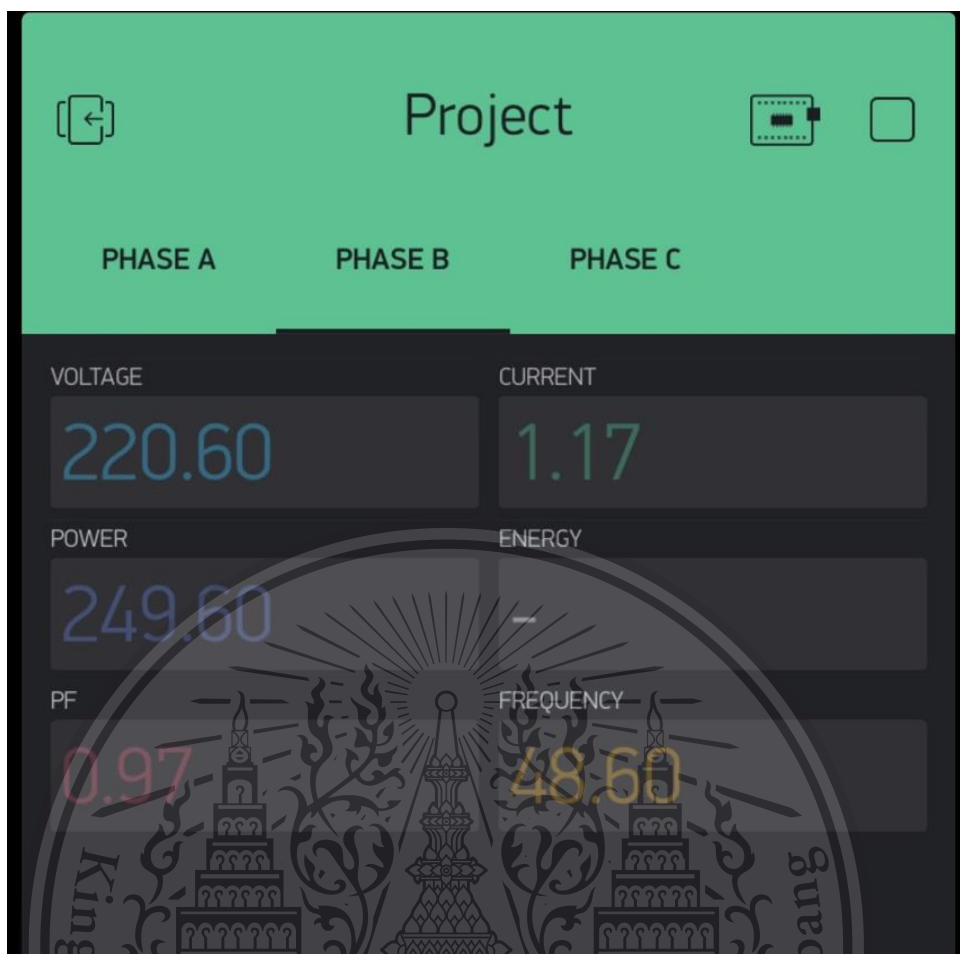 Project
PHASE A PHASE B PHASE C
VOLTAGE CURRENT
220.60 1.17
POWER ENERGY
249.60 -
PF FREQUENCY
0.97 48.60
King